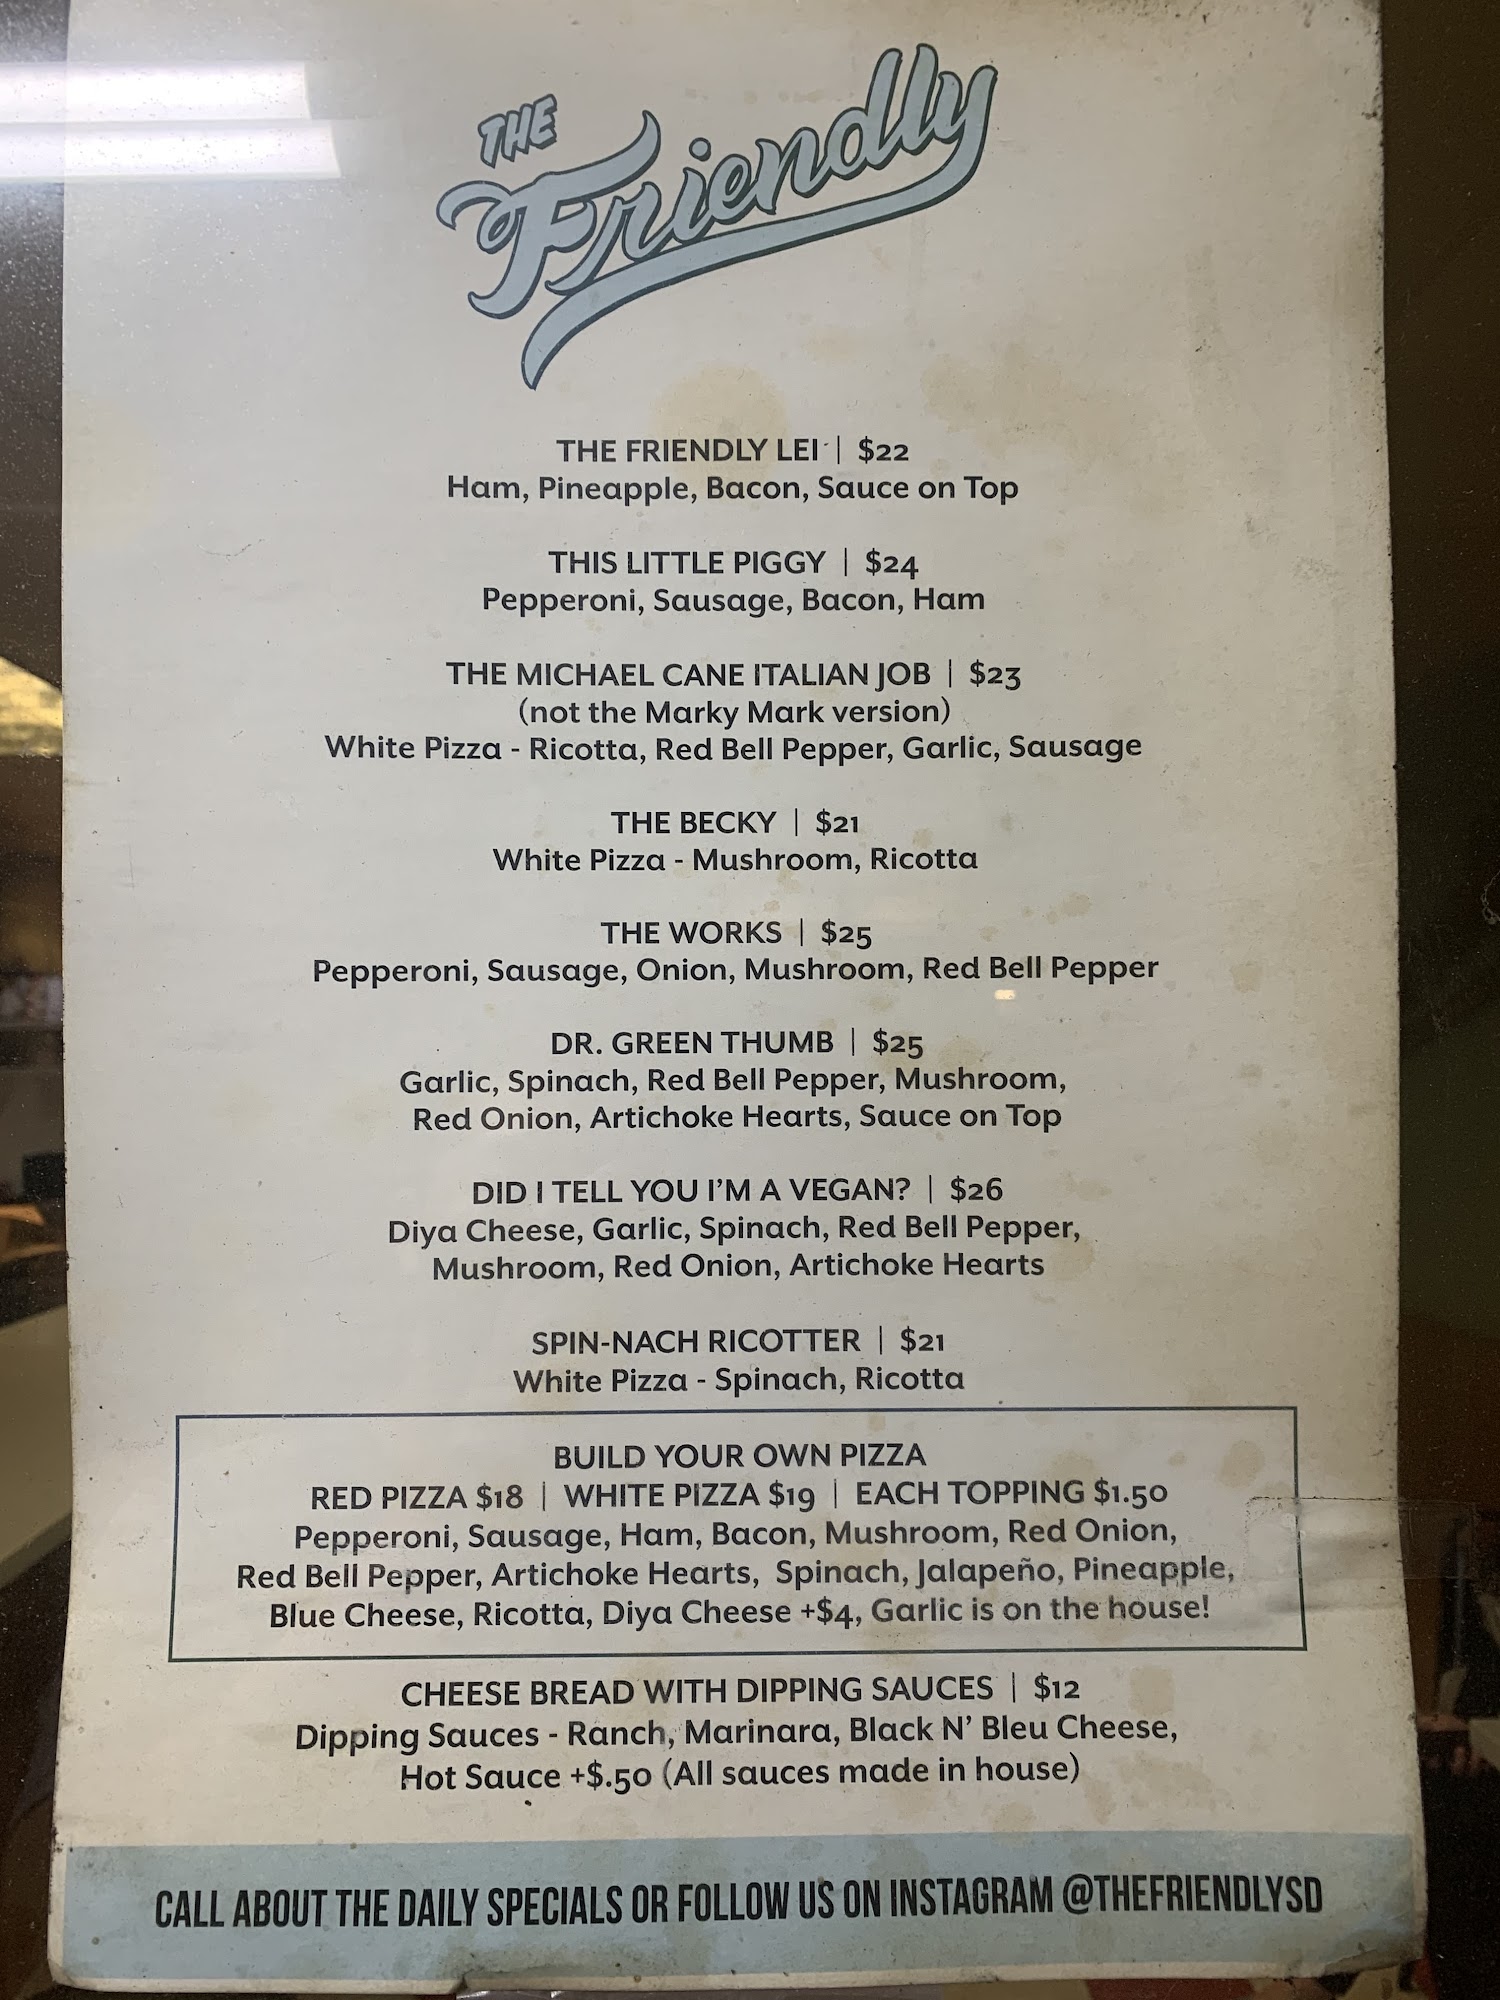 THE
Friendly
THE FRIENDLY LEI | $22
Ham, Pineapple, Bacon, Sauce on Top
THIS LITTLE PIGGY | $24
Pepperoni, Sausage, Bacon, Ham
THE MICHAEL CANE ITALIAN JOB | $23
(not the Marky Mark version)
White Pizza - Ricotta, Red Bell Pepper, Garlic, Sausage
THE BECKY | $21
White Pizza - Mushroom, Ricotta
THE WORKS | $25
Pepperoni, Sausage, Onion, Mushroom, Red Bell Pepper
DR. GREEN THUMB | $25
Garlic, Spinach, Red Bell Pepper, Mushroom,
Red Onion, Artichoke Hearts, Sauce on Top
DID I TELL YOU I'M A VEGAN? | $26
Diya Cheese, Garlic, Spinach, Red Bell Pepper,
Mushroom, Red Onion, Artichoke Hearts
SPIN-NACH RICOTTER | $21
White Pizza - Spinach, Ricotta
BUILD YOUR OWN PIZZA
RED PIZZA $18 | WHITE PIZZA $19 | EACH TOPPING $1.50
Pepperoni, Sausage, Ham, Bacon, Mushroom, Red Onion,
Red Bell Pepper, Artichoke Hearts, Spinach, Jalapeño, Pineapple,
Blue Cheese, Ricotta, Diya Cheese +$4, Garlic is on the house!
CHEESE BREAD WITH DIPPING SAUCES | $12
Dipping Sauces - Ranch, Marinara, Black N' Bleu Cheese,
Hot Sauce +$.50 (All sauces made in house)
CALL ABOUT THE DAILY SPECIALS OR FOLLOW US ON INSTAGRAM @THEFRIENDLYSD